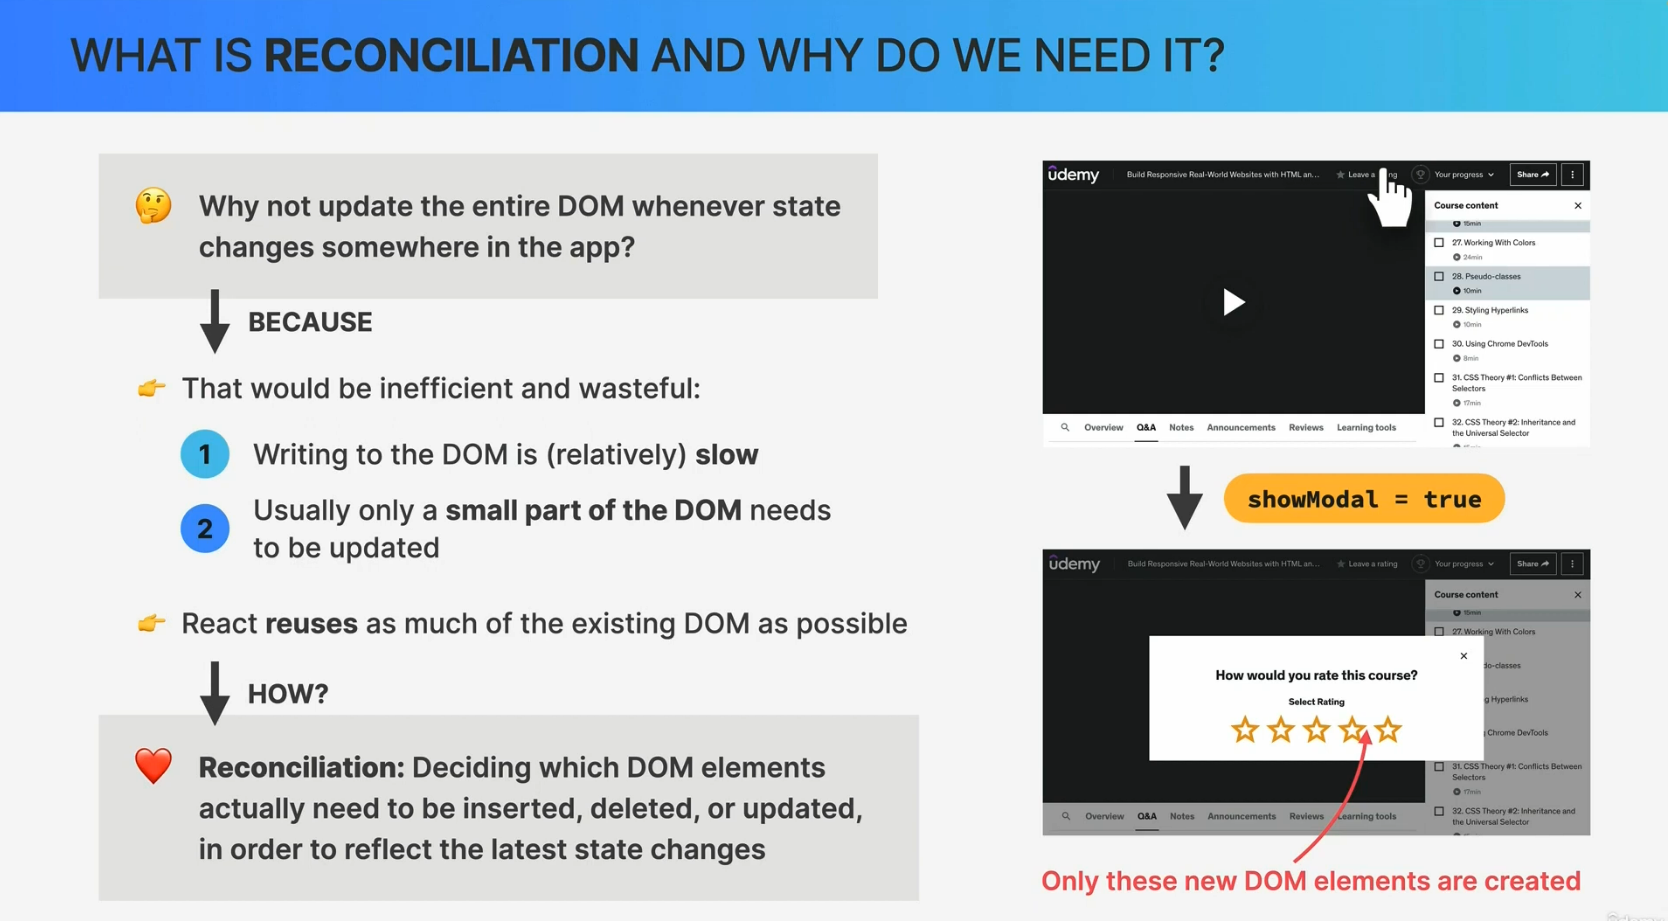 WHAT IS RECONCILIATION AND WHY DO WE NEED IT?
Why not update the entire DOM whenever state
changes somewhere in the app?
BECAUSE
That would be inefficient and wasteful:
1 Writing to the DOM is (relatively) slow
2 Usually only a small part of the DOM needs
to be updated
React reuses as much of the existing DOM as possible
HOW?
Reconciliation: Deciding which DOM elements
actually need to be inserted, deleted, or updated,
in order to reflect the latest state changes
udemy Build Responsive Real-World Websites with HTML an... Leave a Your progress Share
Course content
15min
27. Working With Colors
24min
28. Pseudo-classes
10min
29. Styling Hyperlinks
10min
30. Using Chrome DevTools
8min
31. CSS Theory #1: Conflicts Between
Selectors
17min
32. CSS Theory #2: Inheritance and
the Universal Selector
Overview Q&A Notes Announcements Reviews Learning tools
showModal = true
udemy Build Responsive Real-World Websites with HTML an... Leave a rating Your progress Share
Course content
15min
27. Working With Colors
do-classes
g Hyperlinks
Chrome DevTools
31. CSS Theory #1: Conflicts Between
Selectors
17min
32. CSS Theory #2: Inheritance and
the Universal Selector
How would you rate this course?
Select Rating
Overview Q&A Notes Announcements Reviews Learning tools
Only these new DOM elements are created